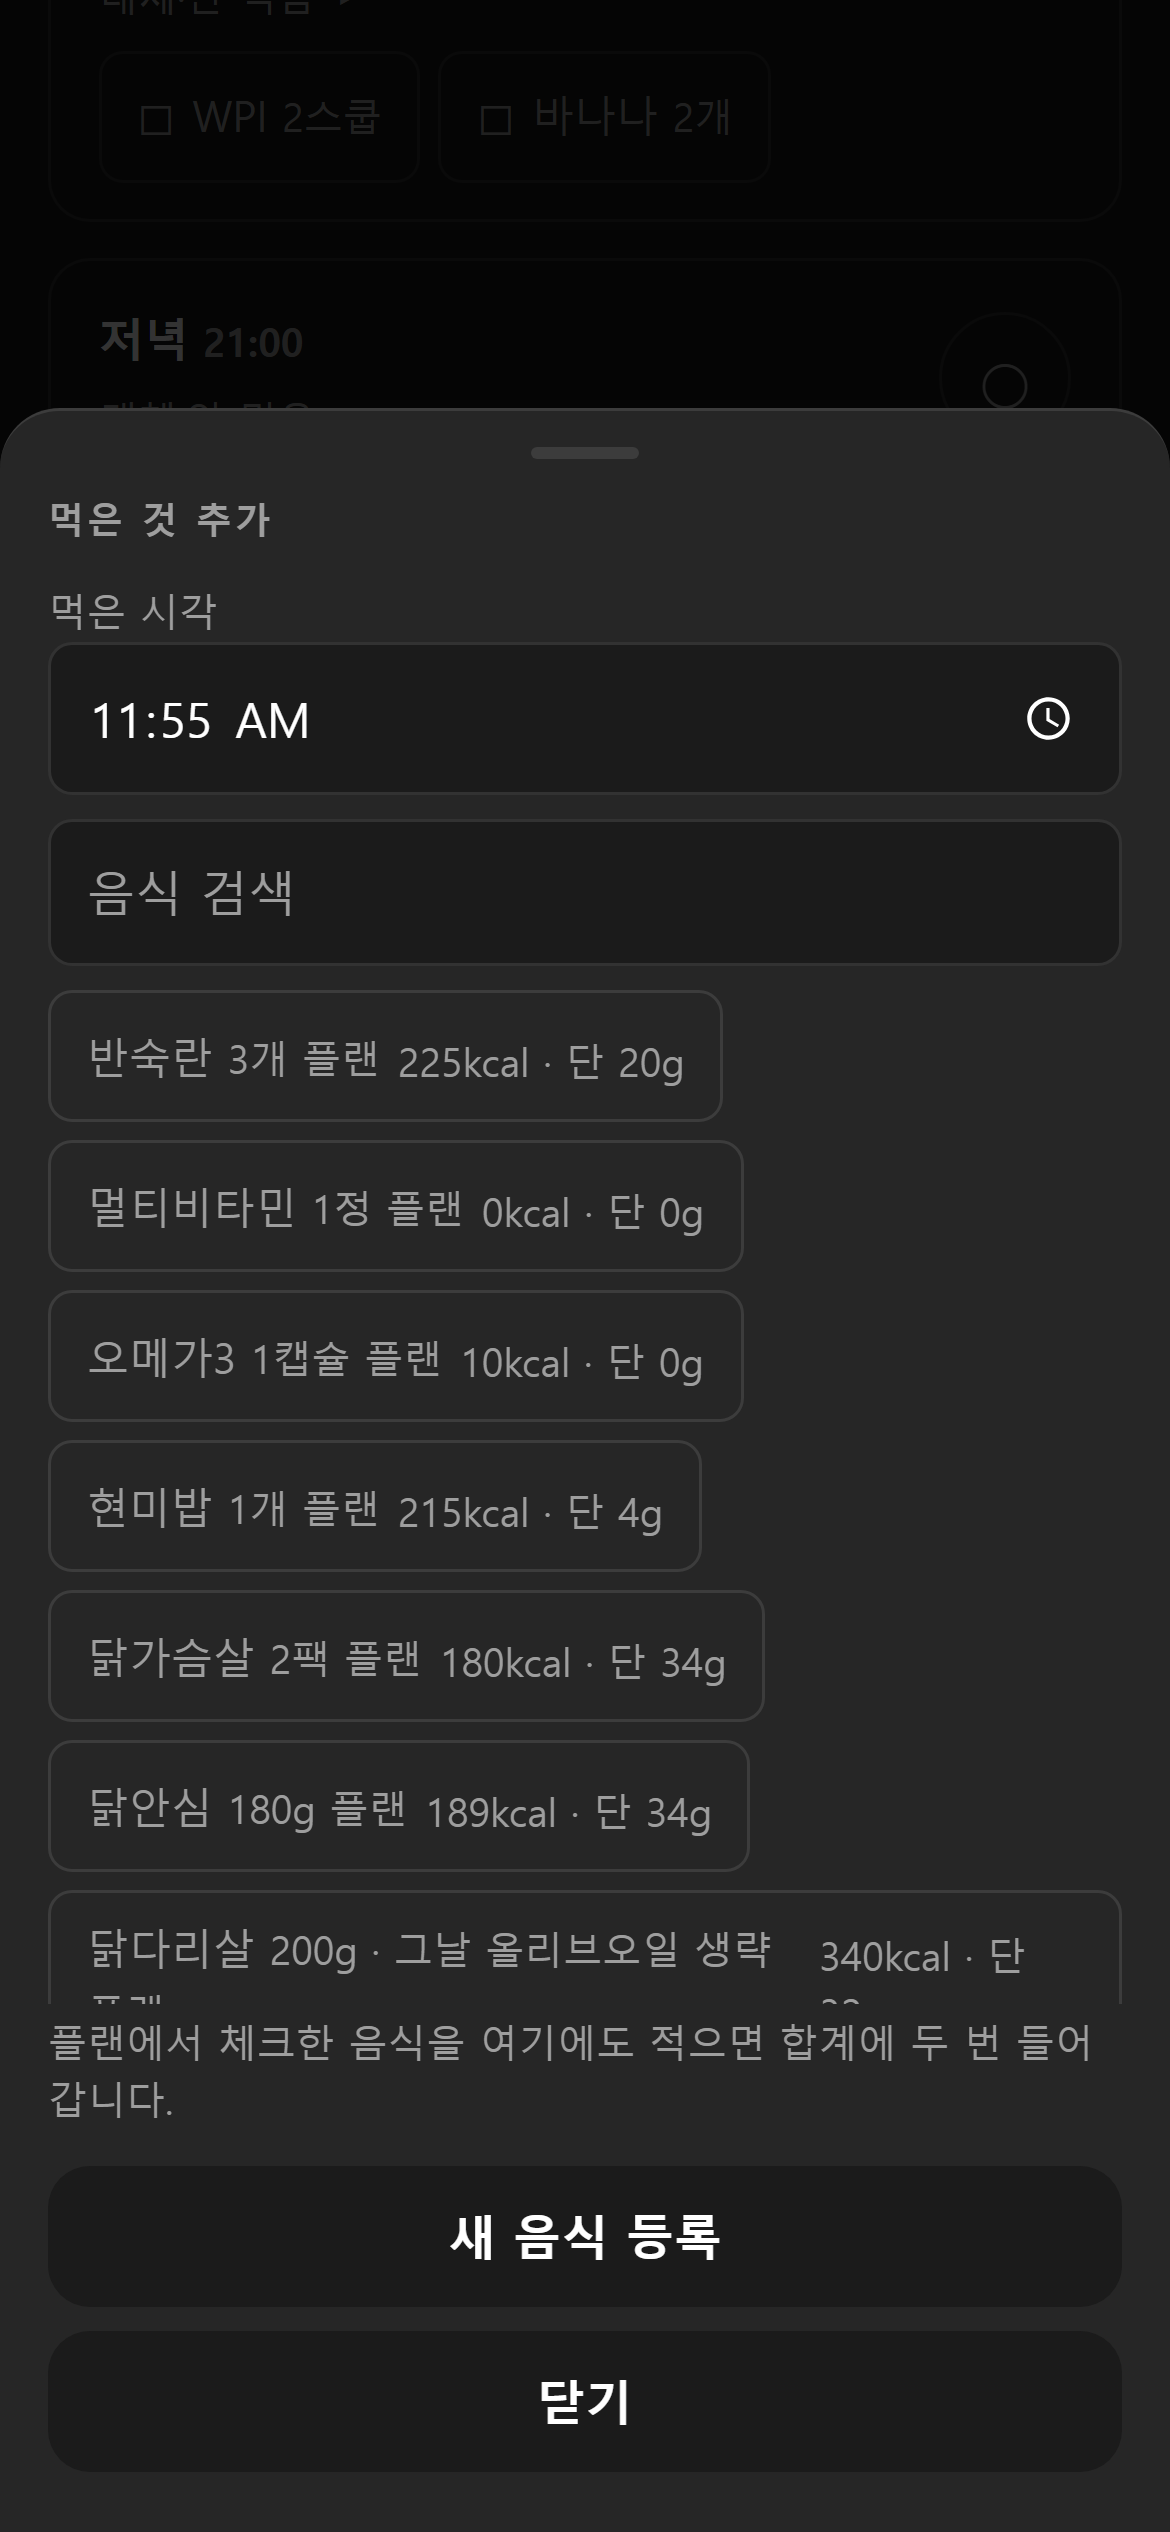 WPI 2스쿱
바나나 2개
저녁 21:00
먹은 것 추가
먹은 시각
11:55 AM
음식 검색
반숙란 3개 플랜 225kcal · 단 20g
멀티비타민 1정 플랜 0kcal · 단 0g
오메가3 1캡슐 플랜 10kcal · 단 0g
현미밥 1개 플랜 215kcal · 단 4g
닭가슴살 2팩 플랜 180kcal · 단 34g
닭안심 180g 플랜 189kcal · 단 34g
닭다리살 200g · 그날 올리브오일 생략 340kcal · 단
플랜에서 체크한 음식을 여기에도 적으면 합계에 두 번 들어
갑니다.
새 음식 등록
닫기